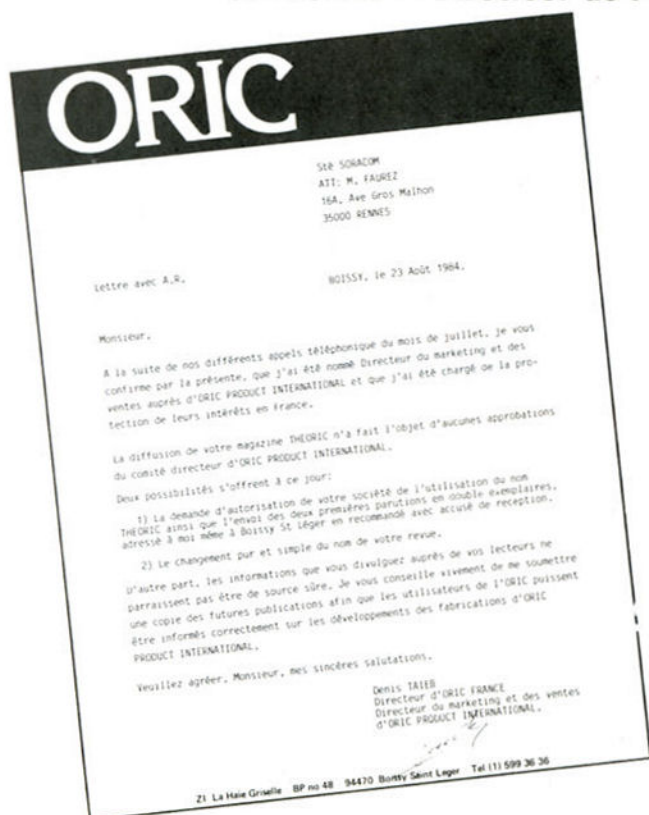 ORIC
Sté SORACOM
ATT: M. FAUREZ
16A, Ave Gros Malhon
35000 RENNES
Lettre avec A.R.
BOISSY, le 23 Août 1984.
Monsieur,
A la suite de nos différents appels téléphonique du mois de juillet, je vous
confirme par la présente, que j'ai été nommé Directeur du marketing et des
ventes auprès d'ORIC PRODUCT INTERNATIONAL et que j'ai été chargé de la pro-
tection de leurs intérêts en France.
La diffusion de votre magazine THEORIC n'a fait l'objet d'aucunes approbations
du comité directeur d'ORIC PRODUCT INTERNATIONAL.
Deux possibilités s'offrent à ce jour:
1) La demande d'autorisation de votre société de l'utilisation du nom
THEORIC ainsi que l'envoi des deux premières parutions en double exemplaires,
adressé à moi même à Boissy St Léger en recommandé avec accusé de reception.
2) Le changement pur et simple du nom de votre revue.
D'autre part, les informations que vous divulguez auprès de vos lecteurs ne
parraissent pas être de source sûre. Je vous conseille vivement de me soumettre
une copie des futures publications afin que les utilisateurs de l'ORIC puissent
être informés correctement sur les développements des fabrications d'ORIC
PRODUCT INTERNATIONAL.
Veuillez agréer, Monsieur, mes sincères salutations.
Denis TAIEB
Directeur d'ORIC FRANCE
Directeur du marketing et des ventes
d'ORIC PRODUCT INTERNATIONAL.
ZI La Haie Griselle BP no 48 94470 Boissy Saint Leger Tel (1) 599 36 36